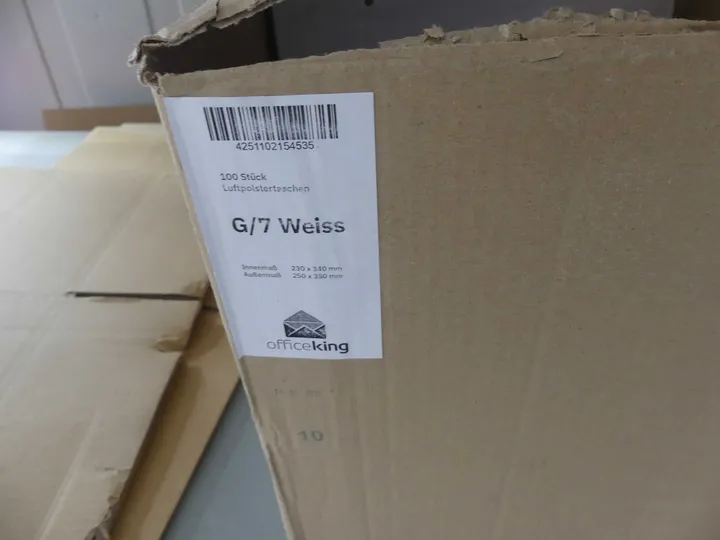 4251102154535
100 Stück
Luftpolstertaschen
G/7 Weiss
Innenmaß 230 x 340 mm
Außenmaß 250 x 350 mm
officeking
10